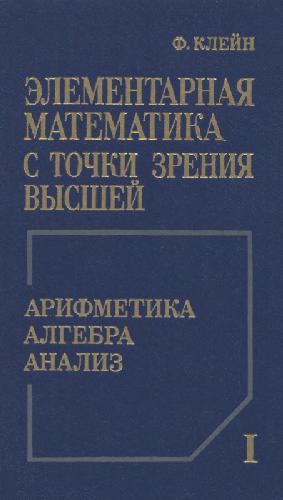 Ф. КЛЕЙН
ЭЛЕМЕНТАРНАЯ
МАТЕМАТИКА
С ТОЧКИ ЗРЕНИЯ
ВЫСШЕЙ
АРИФМЕТИКА
АЛГЕБРА
АНАЛИЗ
I